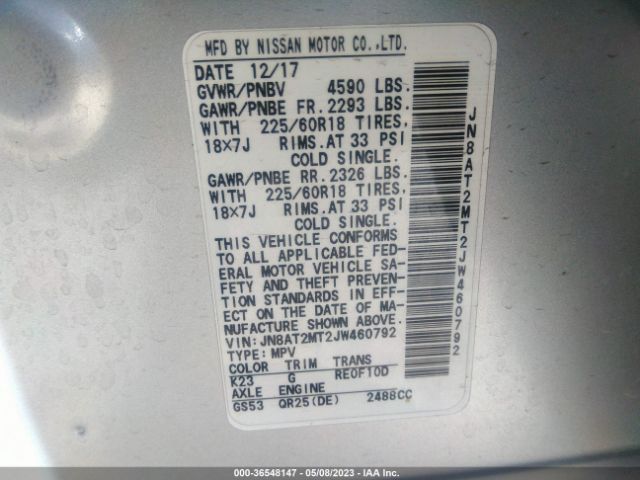 MFD BY NISSAN MOTOR CO.,LTD.
DATE 12/17
GVWR/PNBV 4590 LBS.
GAWR/PNBE FR. 2293 LBS.
WITH 225/60R18 TIRES.
18X7J RIMS.AT 33 PSI
COLD SINGLE.
GAWR/PNBE RR. 2326 LBS.
WITH 225/60R18 TIRES.
18X7J RIMS.AT 33 PSI
COLD SINGLE.
THIS VEHICLE CONFORMS
TO ALL APPLICABLE FED-
ERAL MOTOR VEHICLE SA-
FETY AND THEFT PREVEN-
TION STANDARDS IN EFF-
ECT ON THE DATE OF MA-
NUFACTURE SHOWN ABOVE.
VIN: JN8AT2MT2JW460792
TYPE: MPV
COLOR TRIM TRANS
K23 G RE0F10D
AXLE ENGINE
GS53 QR25(DE) 2488CC
JN8AT2MT2JW460792
000-36548147 - 05/08/2023 - IAA Inc.